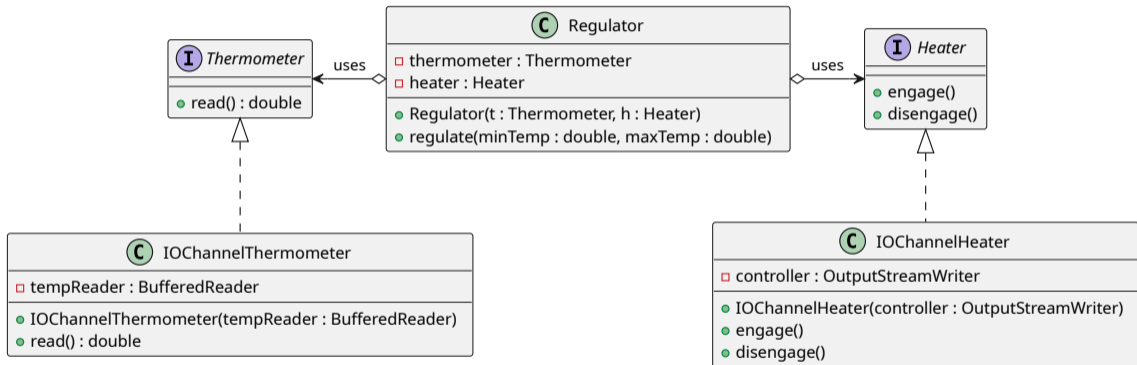 I Thermometer
read() : double
uses
C Regulator
thermometer : Thermometer
heater : Heater
Regulator(t : Thermometer, h : Heater)
regulate(minTemp : double, maxTemp : double)
uses
I Heater
engage()
disengage()
C IOChannelThermometer
tempReader : BufferedReader
IOChannelThermometer(tempReader : BufferedReader)
read() : double
C IOChannelHeater
controller : OutputStreamWriter
IOChannelHeater(controller : OutputStreamWriter)
engage()
disengage()